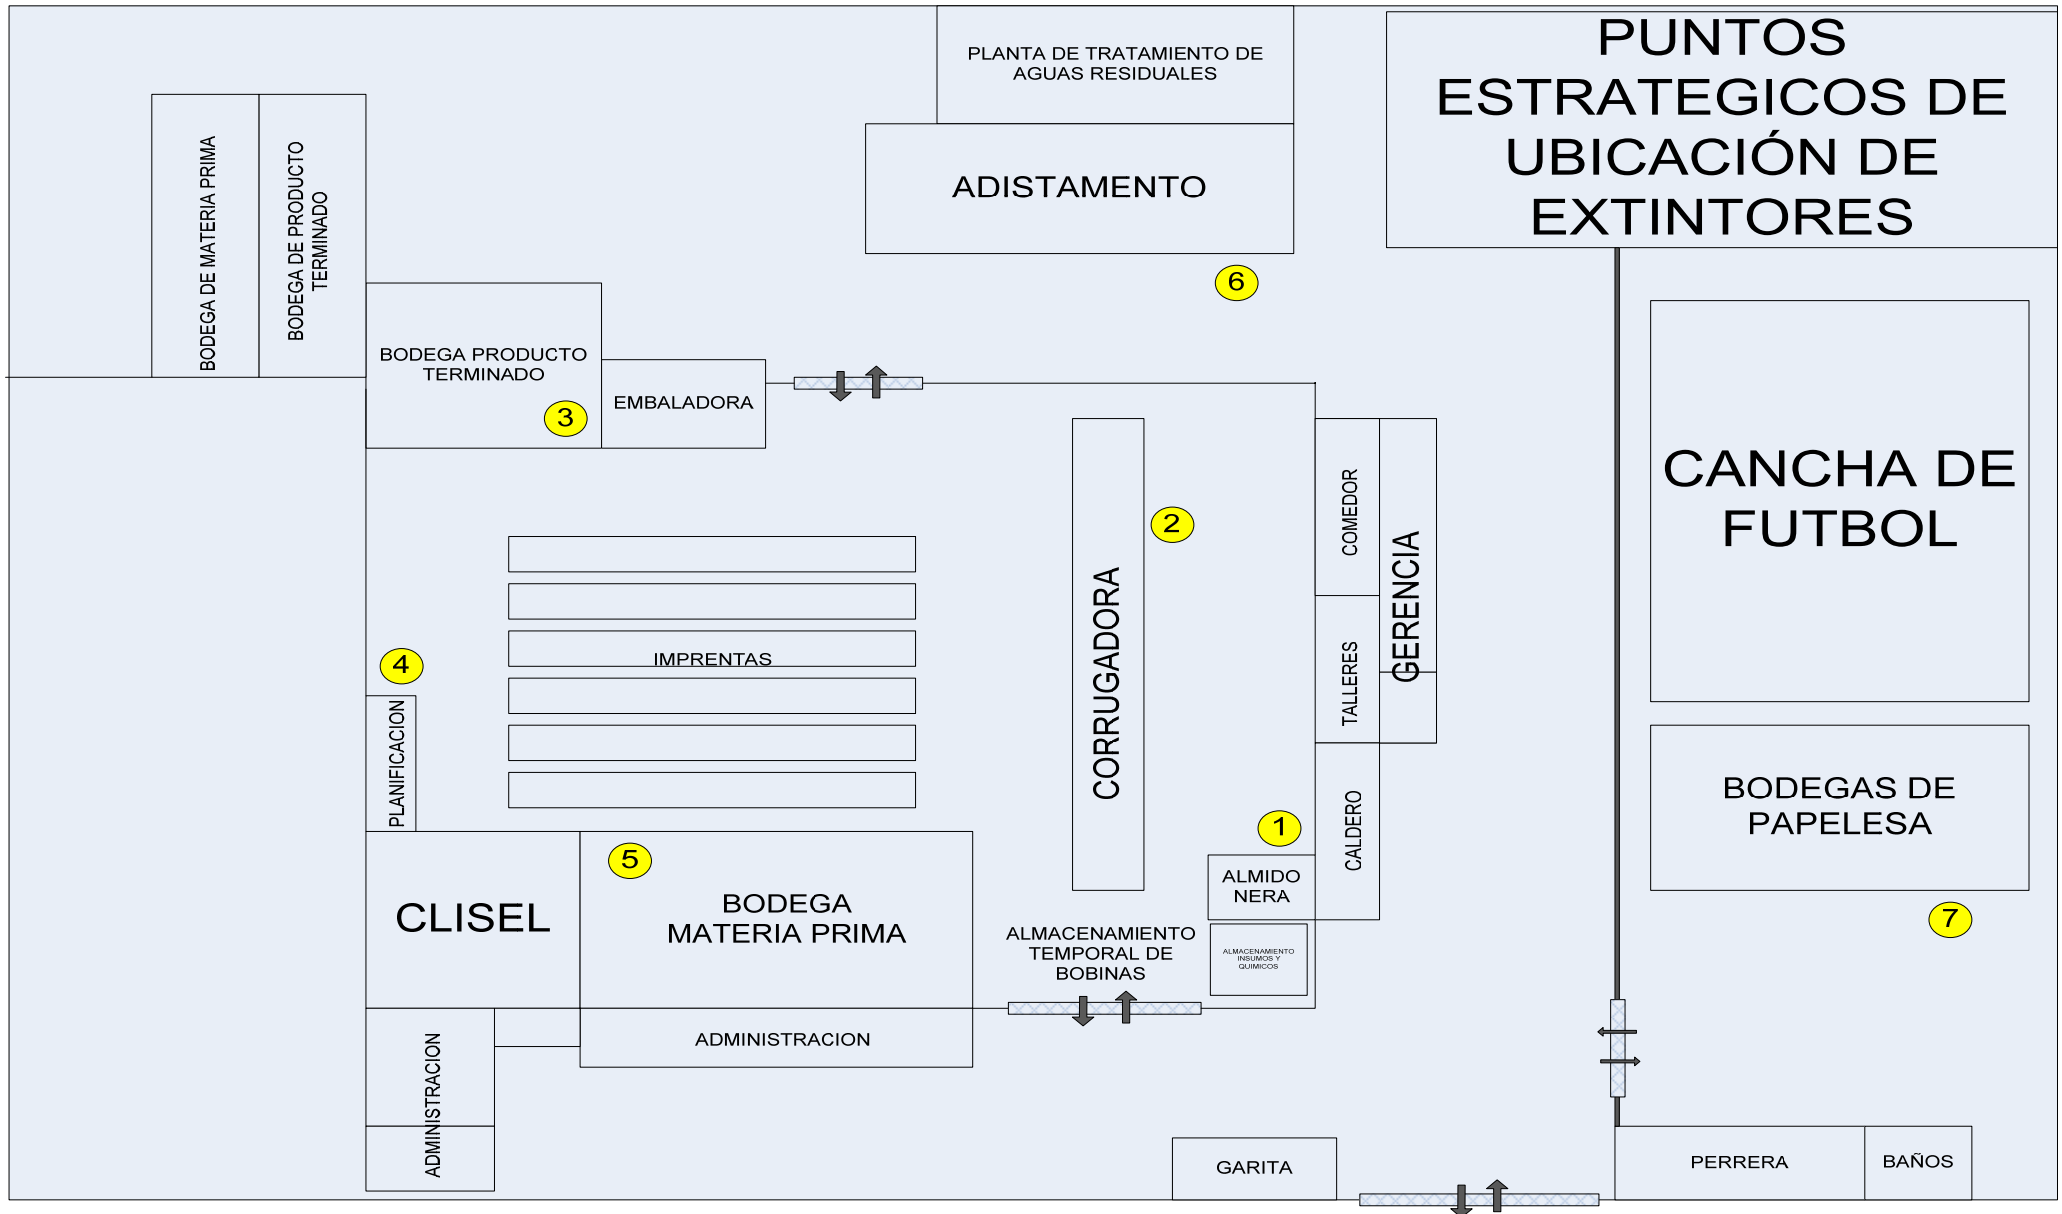 PLANTA DE TRATAMIENTO DE
AGUAS RESIDUALES
PUNTOS
ESTRATEGICOS DE
UBICACIÓN DE
EXTINTORES
ADISTAMENTO
6
BODEGA DE MATERIA PRIMA
BODEGA DE PRODUCTO
TERMINADO
BODEGA PRODUCTO
TERMINADO
3
EMBALADORA
2
COMEDOR
GERENCIA
CANCHA DE
FUTBOL
IMPRENTAS
CORRUGADORA
TALLERES
4
PLANIFICACION
BODEGAS DE
PAPELESA
1
CALDERO
5
CLISEL
BODEGA
MATERIA PRIMA
ALMIDO
NERA
7
ALMACENAMIENTO
TEMPORAL DE
BOBINAS
ALMACENAMIENTO
INSUMOS Y
QUIMICOS
ADMINISTRACION
ADMINISTRACION
GARITA
PERRERA
BAÑOS